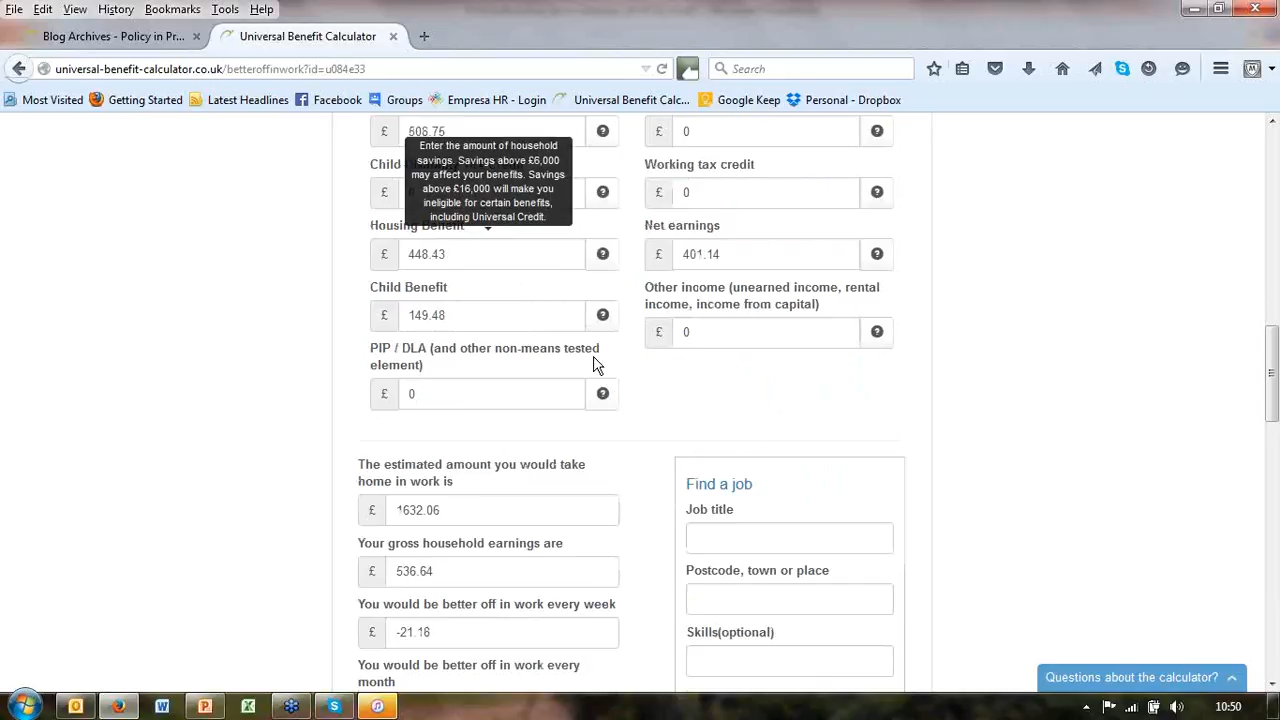 File Edit View History Bookmarks Tools Help
Blog Archives - Policy in Pr... × Universal Benefit Calculator ×
universal-benefit-calculator.co.uk/betteroffinwork?id=u084e33 Search
Most Visited Getting Started Latest Headlines Facebook Groups Empresa HR - Login Universal Benefit Calc... Google Keep Personal - Dropbox
£ 508.75
£ 0
Enter the amount of household
savings. Savings above £6,000
may affect your benefits. Savings
above £16,000 will make you
ineligible for certain benefits,
including Universal Credit.
Child
Working tax credit
£
£ 0
Housing Benefit
Net earnings
£ 448.43
£ 401.14
Child Benefit
Other income (unearned income, rental
income, income from capital)
£ 149.48
£ 0
PIP / DLA (and other non-means tested
element)
£ 0
The estimated amount you would take
home in work is
£ 1632.06
Your gross household earnings are
£ 536.64
You would be better off in work every week
£ -21.16
You would be better off in work every
month
Find a job
Job title
Postcode, town or place
Skills(optional)
Questions about the calculator?
10:50